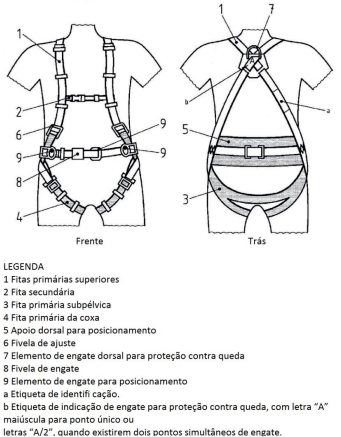 1
7
1
b
a
2
9
6
5
9
9
8
3
4
Frente
Trás
LEGENDA
1 Fitas primárias superiores
2 Fita secundária
3 Fita primária subpélvica
4 Fita primária da coxa
5 Apoio dorsal para posicionamento
6 Fivela de ajuste
7 Elemento de engate dorsal para proteção contra queda
8 Fivela de engate
9 Elemento de engate para posicionamento
a Etiqueta de identifi cação.
b Etiqueta de indicação de engate para proteção contra queda, com letra “A”
maiúscula para ponto único ou
letras “A/2”, quando existirem dois pontos simultâneos de engate.